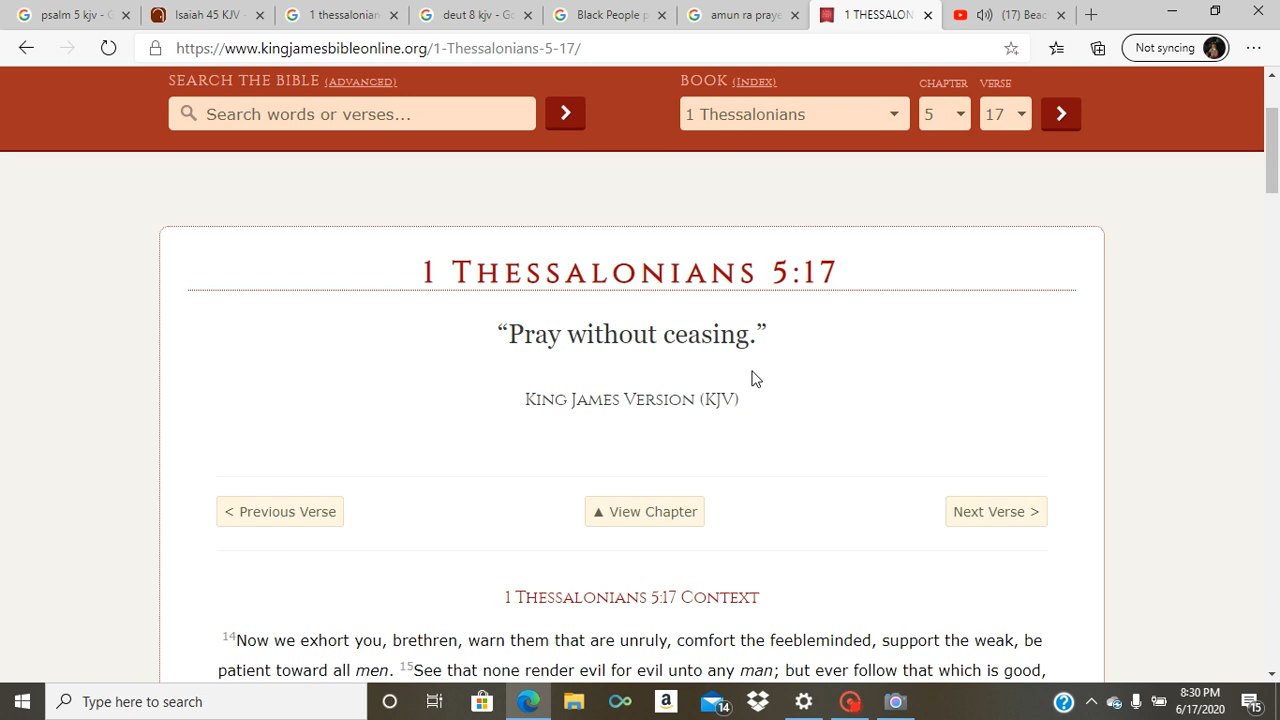 psalm 5 kjv - G
Isaiah 45 KJV -
1 thessalonian
deut 8 kjv - Go
Black People p
amun ra praye
1 THESSALON
(17) Beac
https://www.kingjamesbibleonline.org/1-Thessalonians-5-17/
Not syncing
SEARCH THE BIBLE (ADVANCED)
BOOK (INDEX)
CHAPTER
VERSE
Search words or verses...
1 Thessalonians
5
17
1 THESSALONIANS 5:17
“Pray without ceasing.”
KING JAMES VERSION (KJV)
< Previous Verse
▲ View Chapter
Next Verse >
1 THESSALONIANS 5:17 CONTEXT
14Now we exhort you, brethren, warn them that are unruly, comfort the feebleminded, support the weak, be
patient toward all men. 15See that none render evil for evil unto any man; but ever follow that which is good,
Type here to search
14
8:30 PM
6/17/2020
15